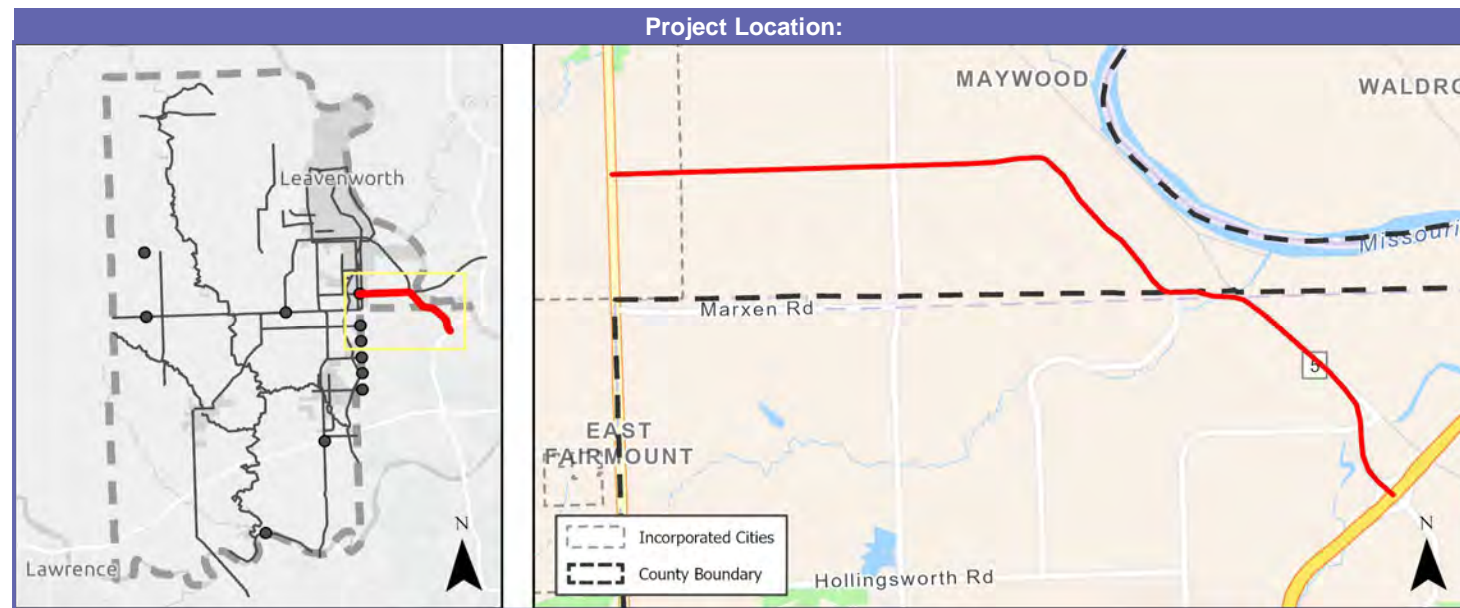 Project Location:
Leavenworth
Lawrence
N
MAYWOOD
WALDRO
Missouri
Marxen Rd
5
EAST
FAIRMOUNT
Incorporated Cities
County Boundary
Hollingsworth Rd
N